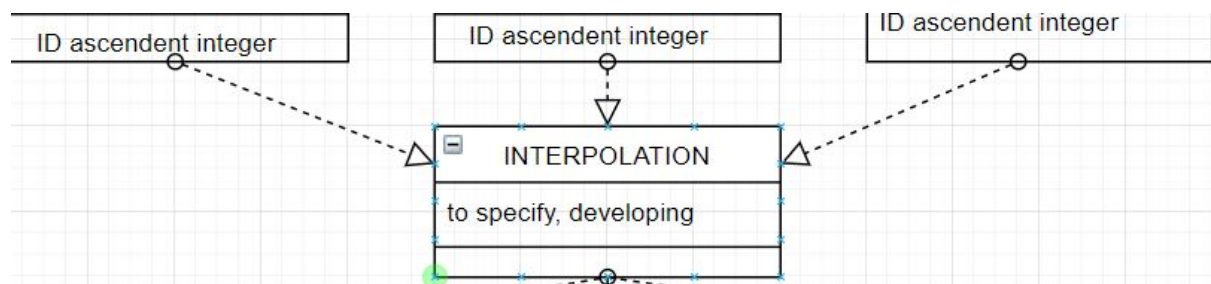 ID ascendent integer
ID ascendent integer
ID ascendent integer
INTERPOLATION
to specify, developing